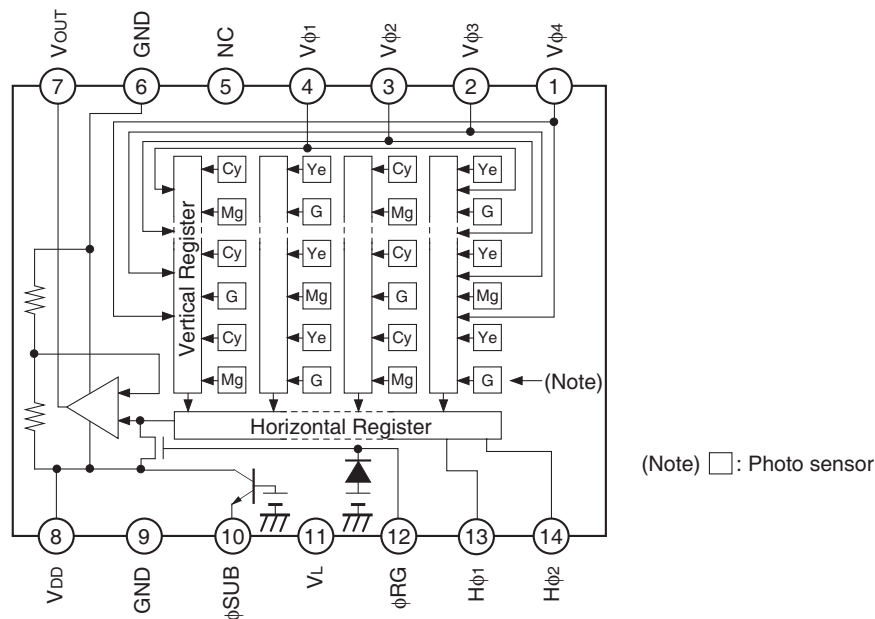 VOUT GND NC Vϕ1 Vϕ2 Vϕ3 Vϕ4
7 6 5 4 3 2 1
Vertical Register
Cy Ye Cy Ye
Mg G Mg G
Cy Ye Cy Ye
G Mg G Mg
Cy Ye Cy Ye
Mg G Mg G (Note)
Horizontal Register
(Note) □: Photo sensor
8 9 10 11 12 13 14
VDD GND ϕSUB VL ϕRG Hϕ1 Hϕ2